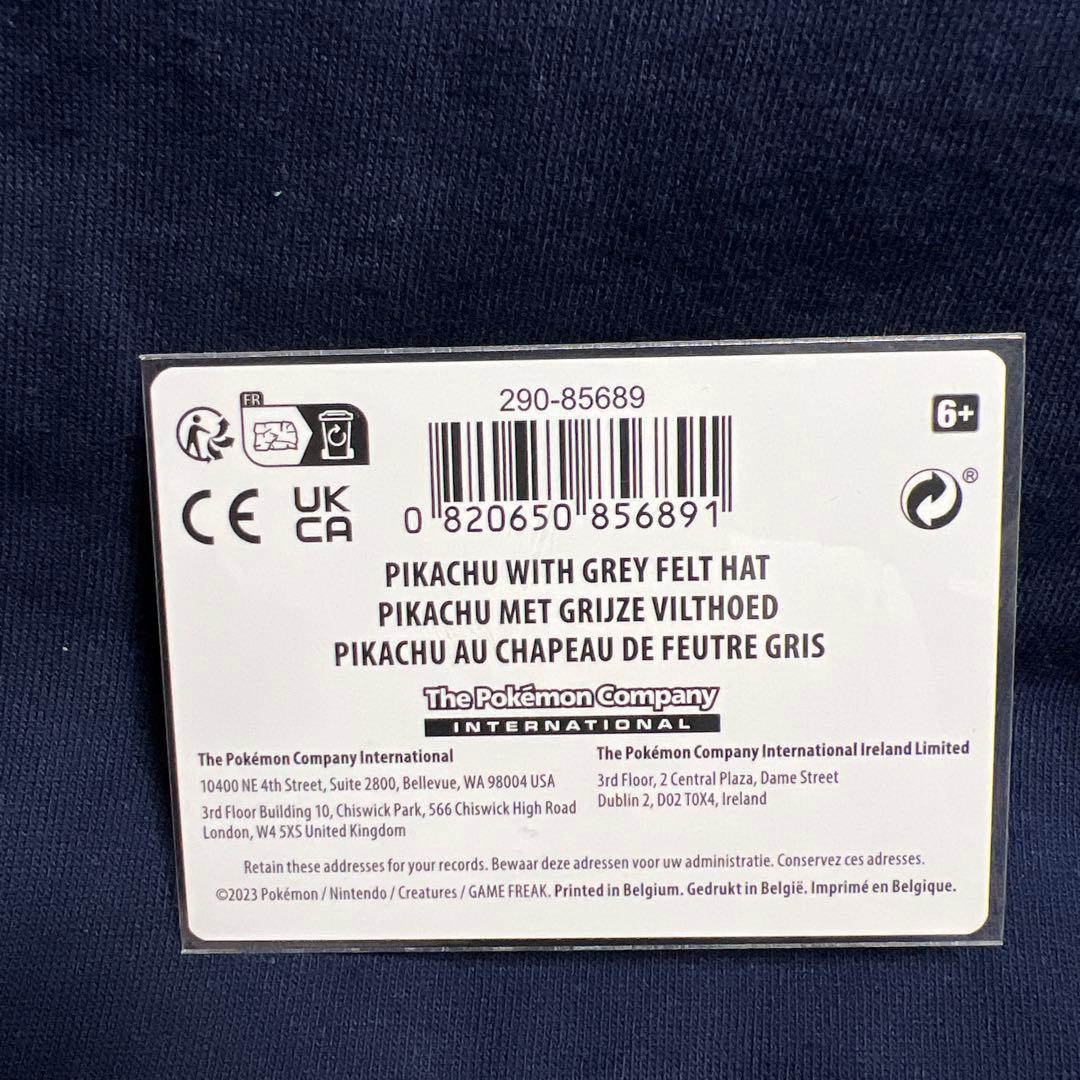 FR
290-85689
6+
CE
UK
CA
®
0 820650 856891
PIKACHU WITH GREY FELT HAT
PIKACHU MET GRIJZE VILTHOED
PIKACHU AU CHAPEAU DE FEUTRE GRIS
The Pokémon Company
INTERNATIONAL
The Pokémon Company International
10400 NE 4th Street, Suite 2800, Bellevue, WA 98004 USA
3rd Floor Building 10, Chiswick Park, 566 Chiswick High Road
London, W4 5XS United Kingdom
The Pokémon Company International Ireland Limited
3rd Floor, 2 Central Plaza, Dame Street
Dublin 2, D02 T0X4, Ireland
Retain these addresses for your records. Bewaar deze adressen voor uw administratie. Conservez ces adresses.
©2023 Pokémon / Nintendo / Creatures / GAME FREAK. Printed in Belgium. Gedrukt in België. Imprimé en Belgique.